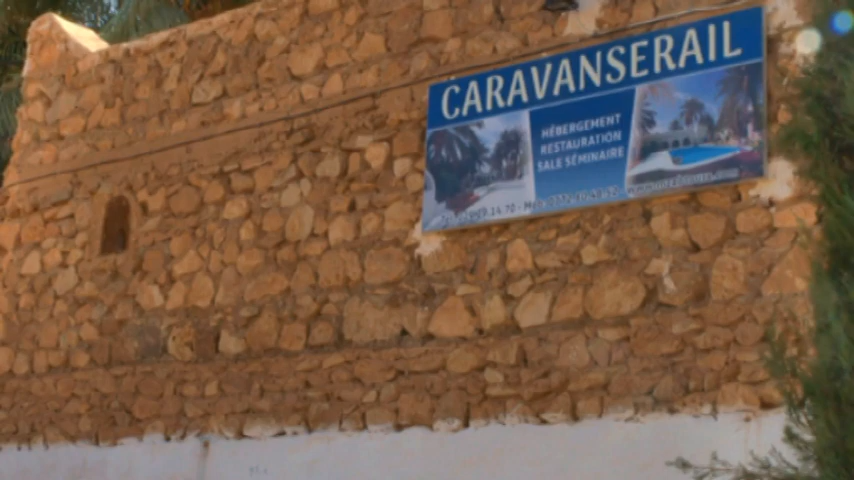 CARAVANSERAIL
HÉBERGEMENT
RESTAURATION
SALE SÉMINAIRE